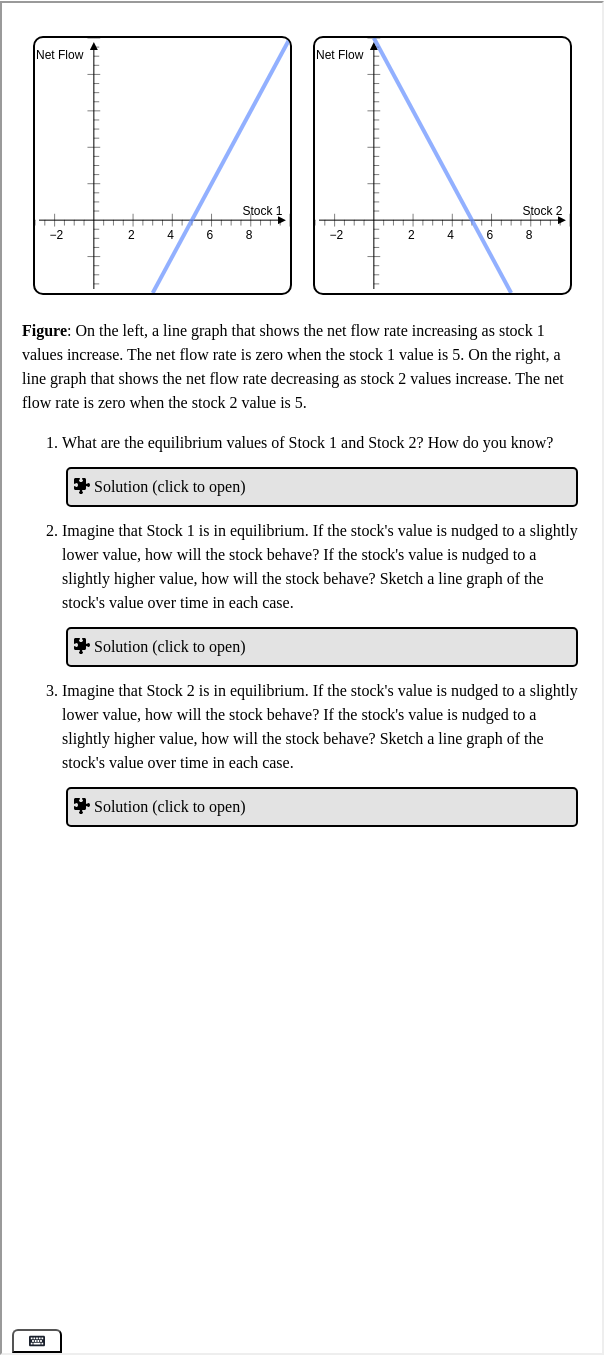 Net Flow
Stock 1
−2 2 4 6 8
Net Flow
Stock 2
−2 2 4 6 8
Figure: On the left, a line graph that shows the net flow rate increasing as stock 1
values increase. The net flow rate is zero when the stock 1 value is 5. On the right, a
line graph that shows the net flow rate decreasing as stock 2 values increase. The net
flow rate is zero when the stock 2 value is 5.
1. What are the equilibrium values of Stock 1 and Stock 2? How do you know?
Solution (click to open)
2. Imagine that Stock 1 is in equilibrium. If the stock's value is nudged to a slightly
lower value, how will the stock behave? If the stock's value is nudged to a
slightly higher value, how will the stock behave? Sketch a line graph of the
stock's value over time in each case.
Solution (click to open)
3. Imagine that Stock 2 is in equilibrium. If the stock's value is nudged to a slightly
lower value, how will the stock behave? If the stock's value is nudged to a
slightly higher value, how will the stock behave? Sketch a line graph of the
stock's value over time in each case.
Solution (click to open)